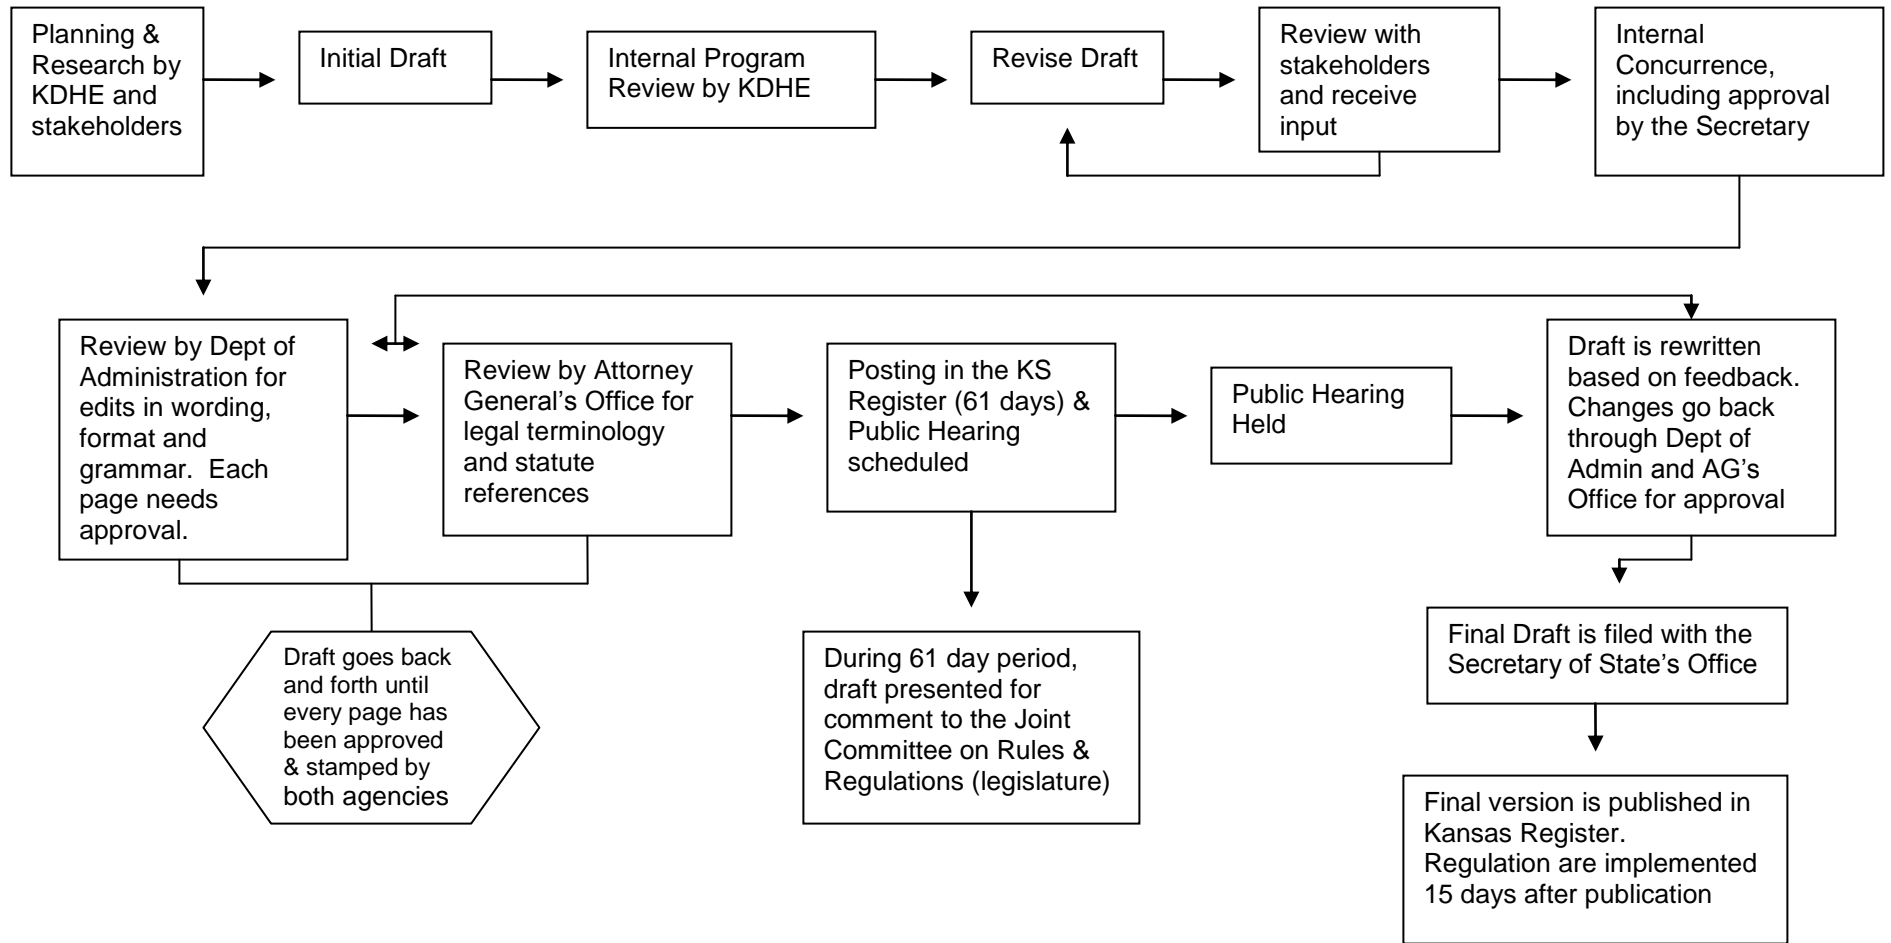 Planning &
Research by
KDHE and
stakeholders
Initial Draft
Internal Program
Review by KDHE
Revise Draft
Review with
stakeholders
and receive
input
Internal
Concurrence,
including approval
by the Secretary
Review by Dept of
Administration for
edits in wording,
format and
grammar. Each
page needs
approval.
Review by Attorney
General’s Office for
legal terminology
and statute
references
Posting in the KS
Register (61 days) &
Public Hearing
scheduled
Public Hearing
Held
Draft is rewritten
based on feedback.
Changes go back
through Dept of
Admin and AG’s
Office for approval
Draft goes back
and forth until
every page has
been approved
& stamped by
both agencies
During 61 day period,
draft presented for
comment to the Joint
Committee on Rules &
Regulations (legislature)
Final Draft is filed with the
Secretary of State’s Office
Final version is published in
Kansas Register.
Regulation are implemented
15 days after publication